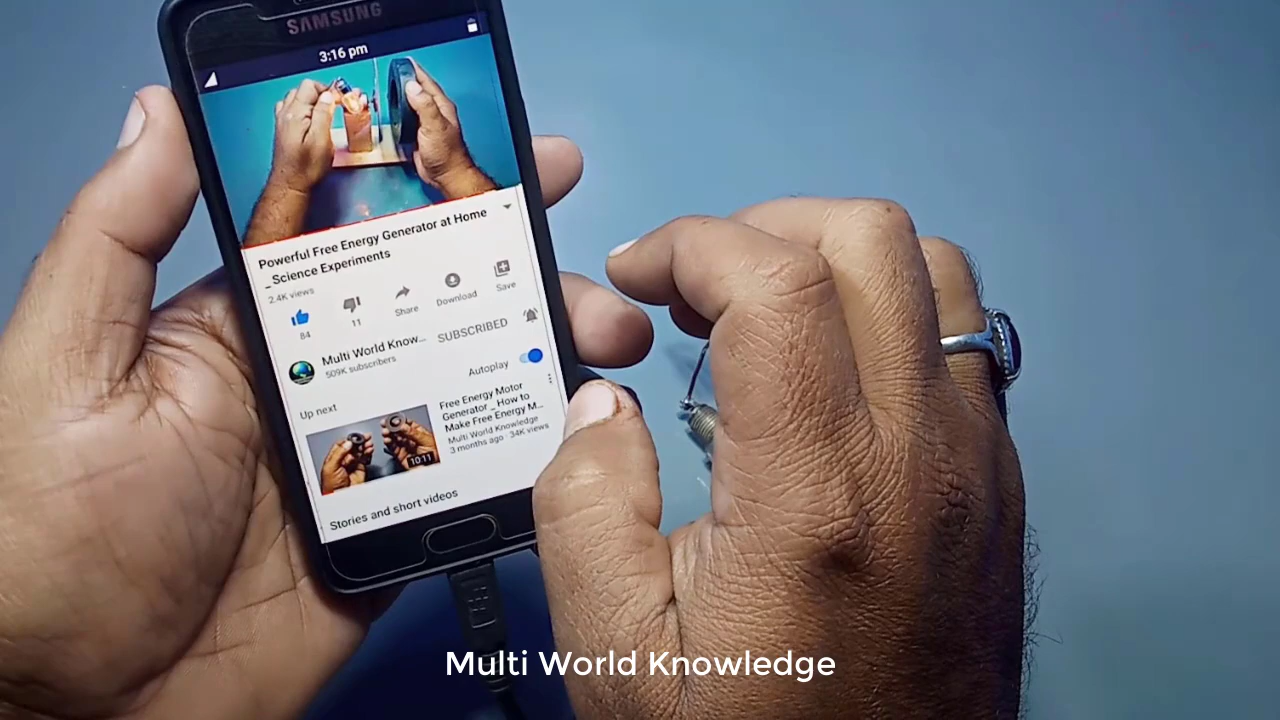 SAMSUNG
3:16 pm
Powerful Free Energy Generator at Home
_Science Experiments
2.4K views
84
11
Share
Download
Save
Multi World Know...
509K subscribers
SUBSCRIBED
Autoplay
Up next
Free Energy Motor
Generator _ How to
Make Free Energy M...
Multi World Knowledge
3 months ago · 34K views
10:11
Stories and short videos
Multi World Knowledge